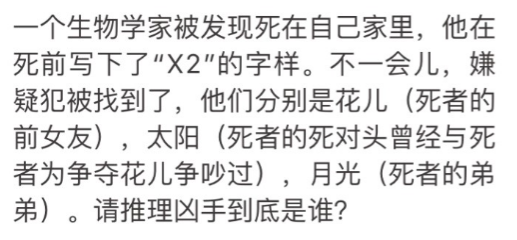 一个生物学家被发现死在自己家里，他在
死前写下了“X2”的字样。不一会儿，嫌
疑犯被找到了，他们分别是花儿（死者的
前女友），太阳（死者的死对头曾经与死
者为争夺花儿争吵过），月光（死者的弟
弟）。请推理凶手到底是谁？